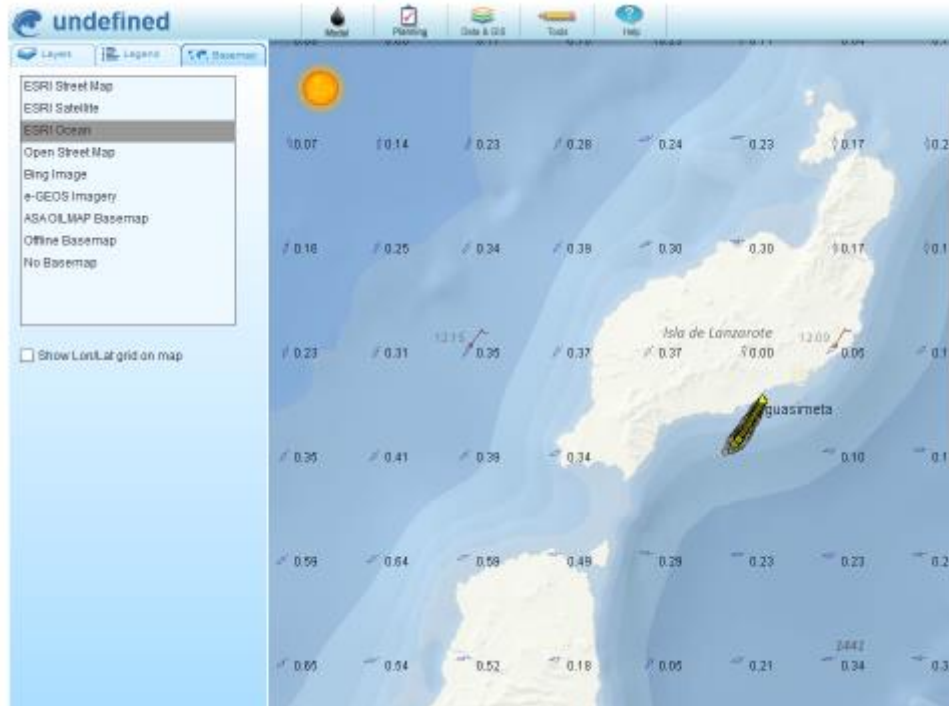 undefined
Model Planning Data & GIS Tools Help
Layers Legend Basemap
ESRI Street Map
ESRI Satellite
ESRI Ocean
Open Street Map
Bing Image
e-GEOS Imagery
ASA OILMAP Basemap
Offline Basemap
No Basemap
Show Lon/Lat grid on map
0.07 0.14 0.23 0.28 0.24 0.23 0.17
0.18 0.25 0.34 0.39 0.30 0.30 0.17
Isla de Lanzarote
0.23 0.31 0.35 0.37 0.37 0.00 0.05
guasimeta
0.35 0.41 0.39 0.34 0.10
0.59 0.64 0.59 0.49 0.29 0.23 0.23
2442
0.65 0.54 0.52 0.18 0.05 0.21 0.34